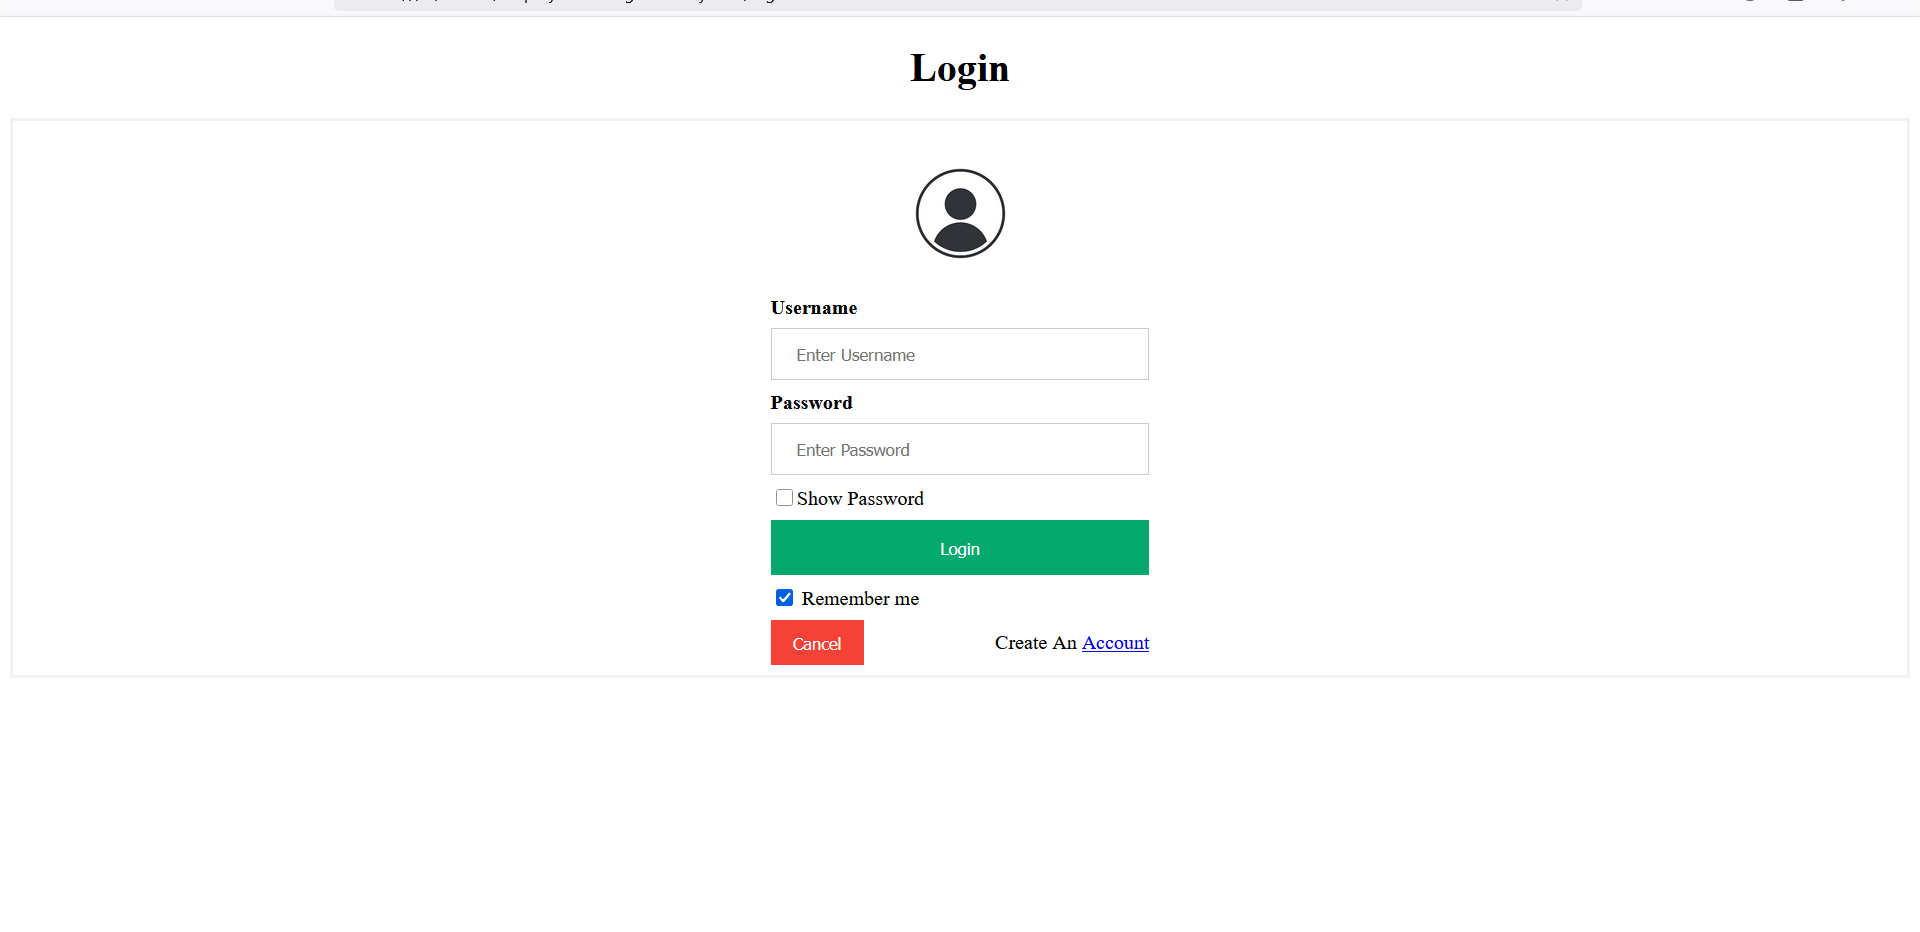 Login
Username
Enter Username
Password
Enter Password
Show Password
Login
Remember me
Cancel
Create An Account